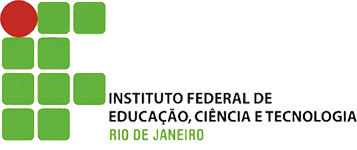 INSTITUTO FEDERAL DE
EDUCAÇÃO, CIÊNCIA E TECNOLOGIA
RIO DE JANEIRO